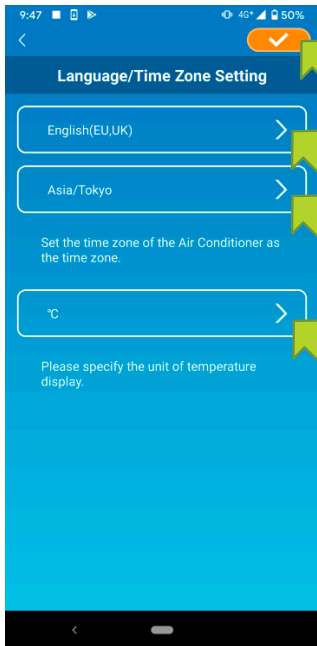 9:47 4G+ 50%
Language/Time Zone Setting
English(EU,UK)
Asia/Tokyo
Set the time zone of the Air Conditioner as
the time zone.
℃
Please specify the unit of temperature
display.